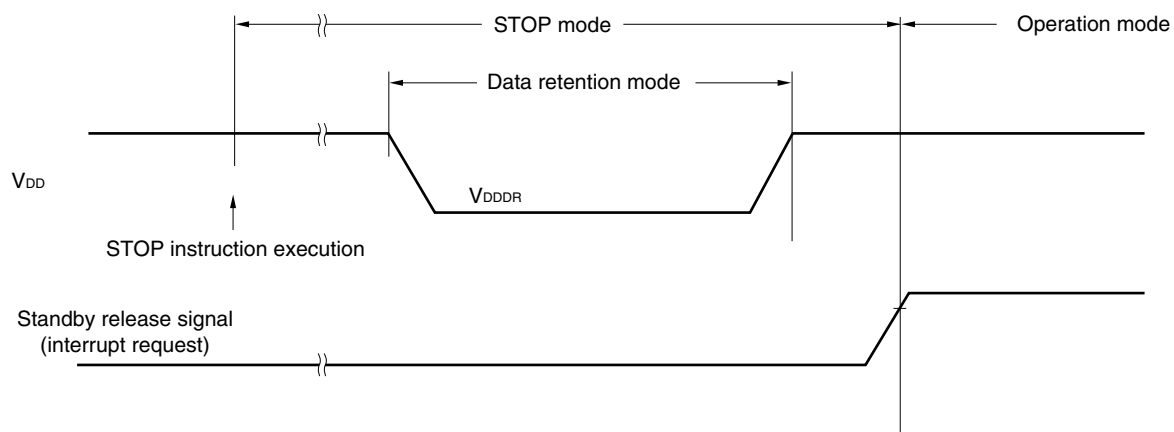 STOP mode
Operation mode
Data retention mode
VDD
VDDDR
STOP instruction execution
Standby release signal
(interrupt request)